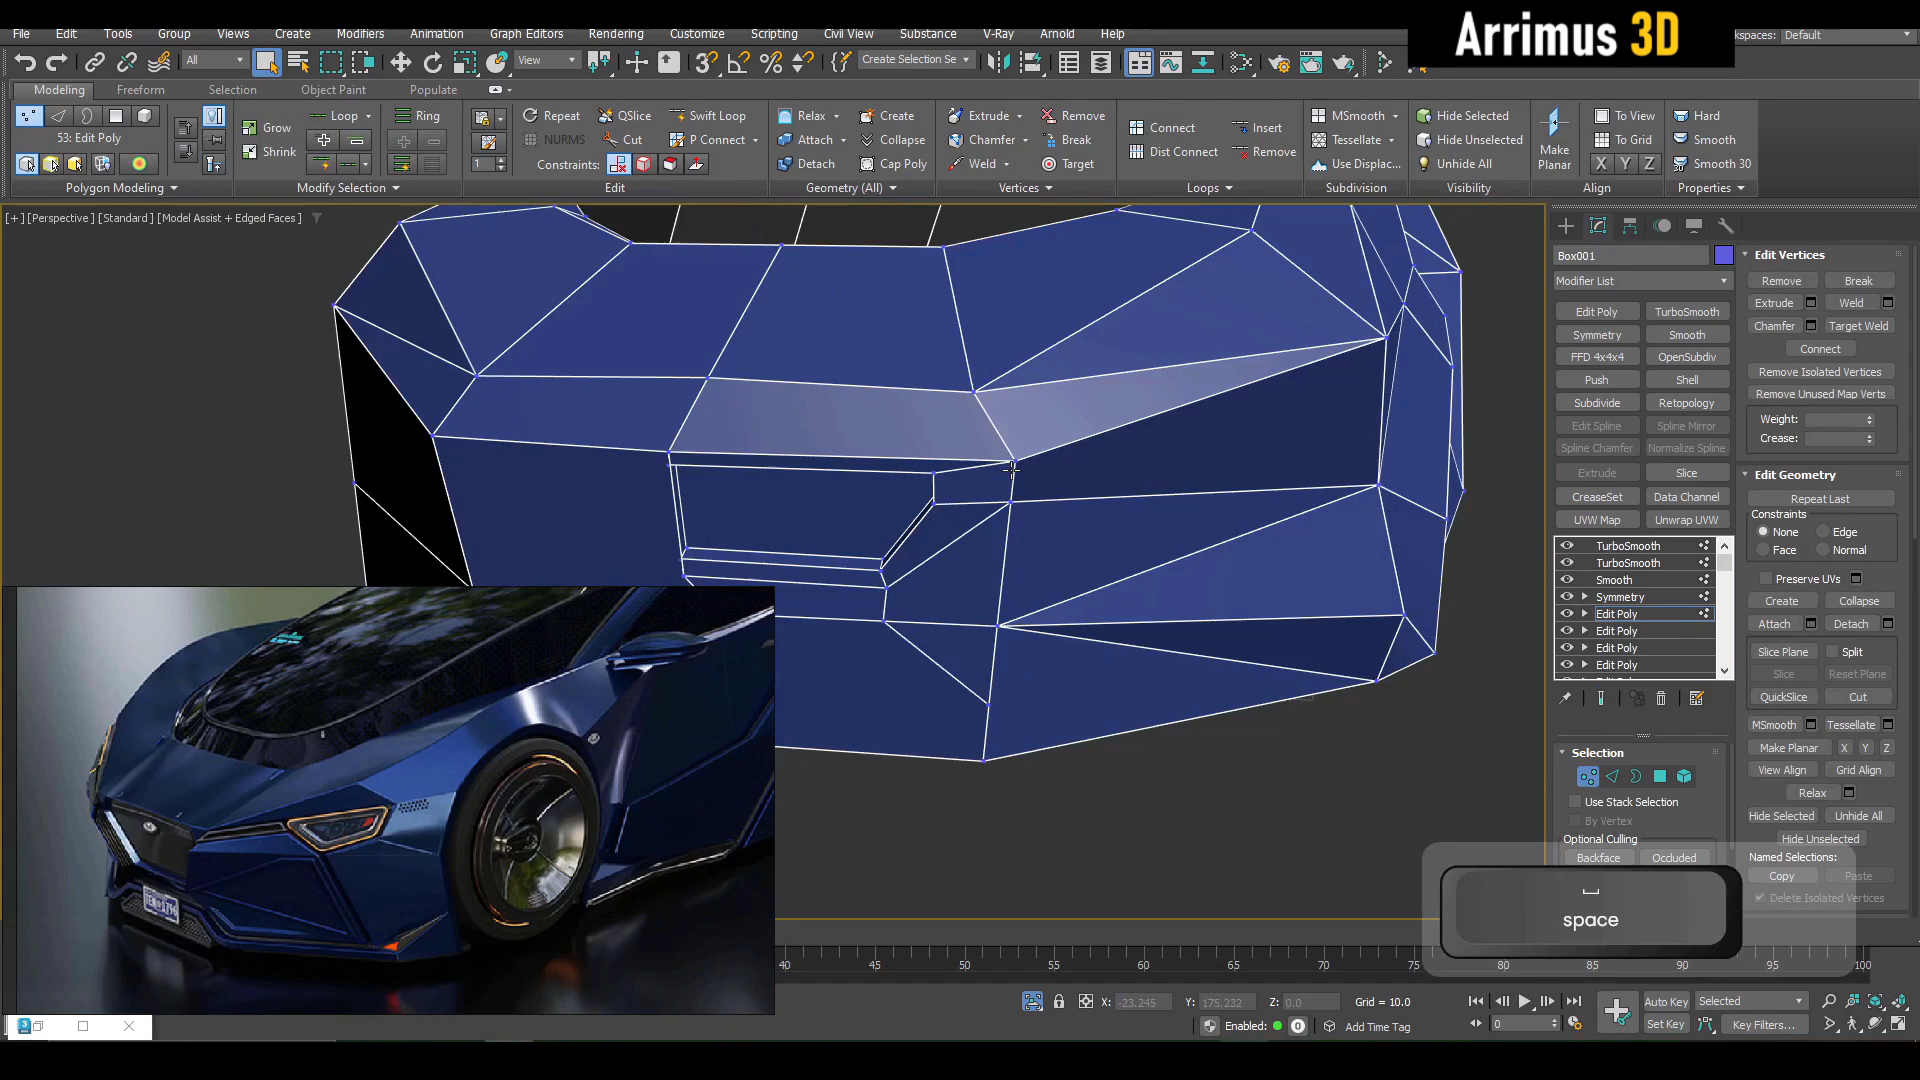 Arrimus 3D
File Edit Tools Group Views Create Modifiers Animation Graph Editors Rendering Customize Scripting Civil View Substance V-Ray Arnold Help
kspaces: Default
All View Create Selection Se
Modeling Freeform Selection Object Paint Populate
53: Edit Poly
Grow Shrink Loop Ring
Repeat QSlice Swift Loop
NURMS Cut P Connect
1 Constraints:
Relax Create Attach Collapse Detach Cap Poly
Extrude Remove Chamfer Break Weld Target
Connect Insert Dist Connect Remove
MSmooth Tessellate Use Displac...
Hide Selected Hide Unselected Unhide All
Make Planar To View To Grid X Y Z
Hard Smooth Smooth 30
Polygon Modeling Modify Selection Edit Geometry (All) Vertices Loops Subdivision Visibility Align Properties
[+] [Perspective] [Standard] [Model Assist + Edged Faces]
Box001
Modifier List
Edit Poly TurboSmooth
Symmetry Smooth
FFD 4x4x4 OpenSubdiv
Push Shell
Subdivide Retopology
Edit Spline Spline Mirror
Spline Chamfer Normalize Spline
Extrude Slice
CreaseSet Data Channel
UVW Map Unwrap UVW
TurboSmooth
TurboSmooth
Smooth
Symmetry
Edit Poly
Edit Poly
Edit Poly
Edit Poly
Selection
Use Stack Selection
By Vertex
Optional Culling
Backface Occluded
Edit Vertices
Remove Break
Extrude Weld
Chamfer Target Weld
Connect
Remove Isolated Vertices
Remove Unused Map Verts
Weight:
Crease:
Edit Geometry
Repeat Last
Constraints
None Edge
Face Normal
Preserve UVs
Create Collapse
Attach Detach
Slice Plane Split
Slice Reset Plane
QuickSlice Cut
MSmooth Tessellate
Make Planar X Y Z
View Align Grid Align
Relax
Hide Selected Unhide All
Hide Unselected
Named Selections:
Copy Paste
Delete Isolated Vertices
space
40 45 50 55 60 65 70 75 80 85 90 95 100
X: -23.245 Y: 175.232 Z: 0.0 Grid = 10.0
Enabled: 0 Add Time Tag
0
Auto Key Selected
Set Key Key Filters...
3